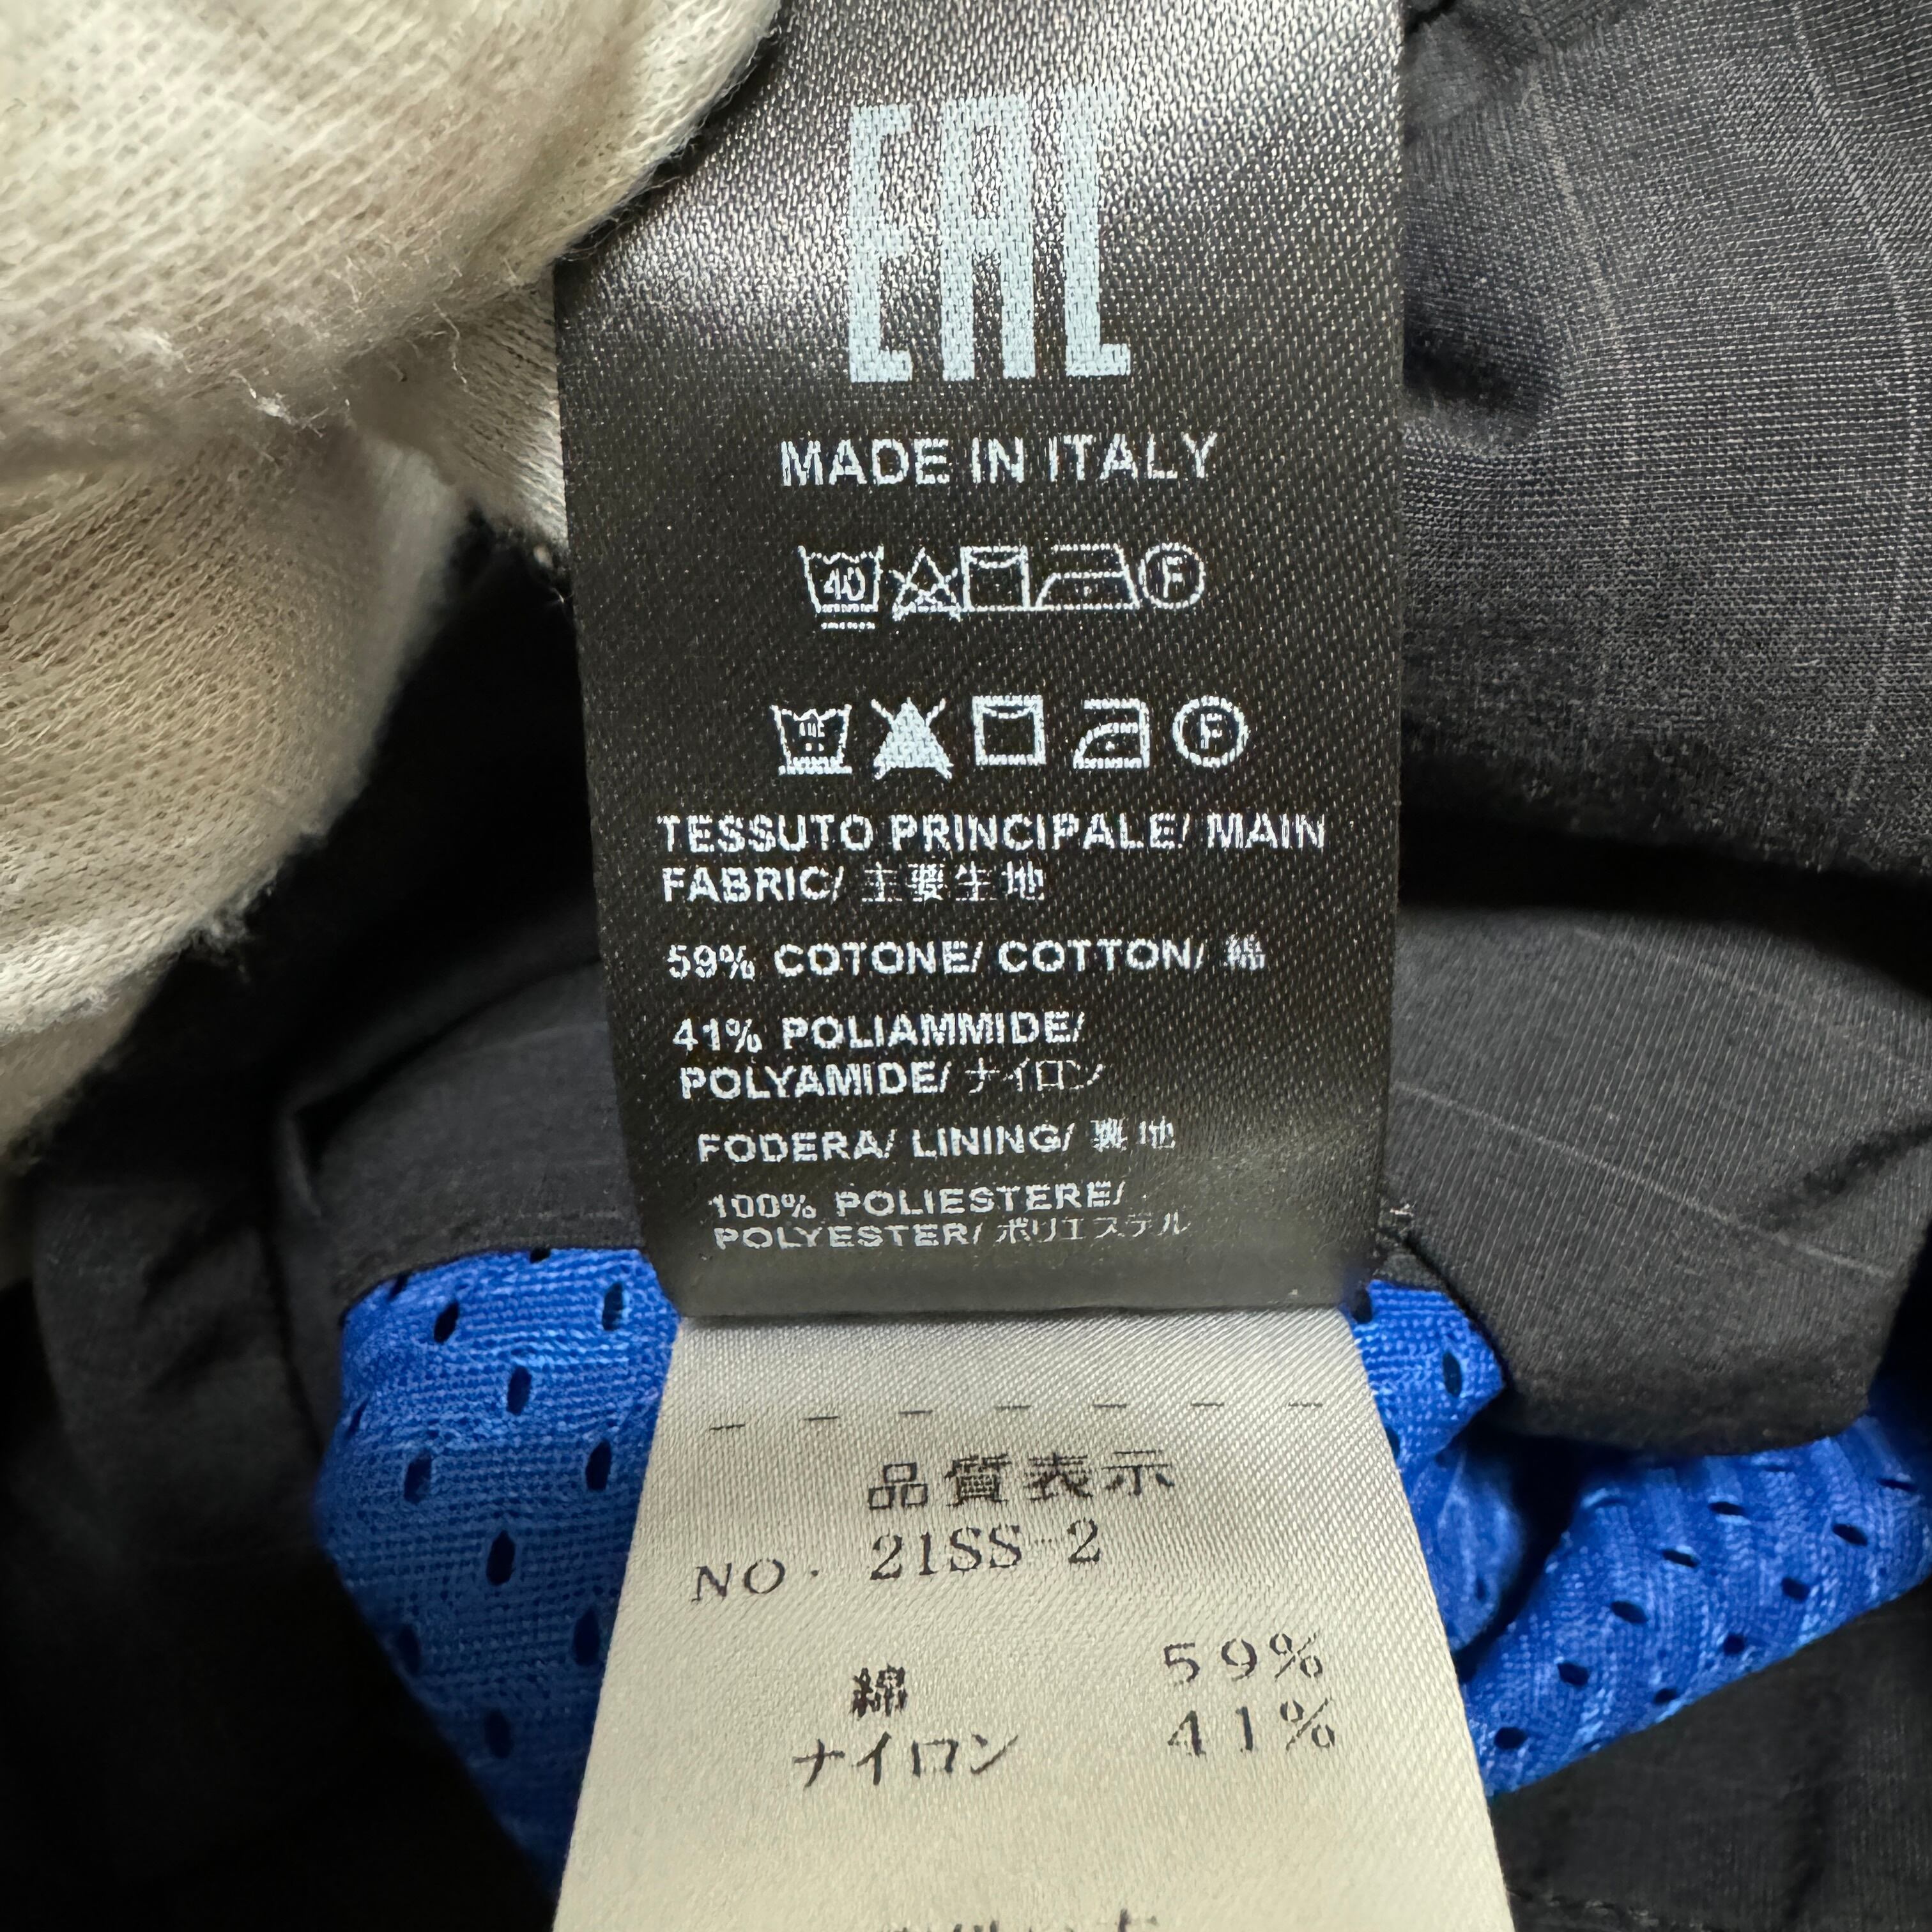 EAC
MADE IN ITALY
40
F
F
TESSUTO PRINCIPALE/ MAIN
FABRIC/ 主要生地
59% COTONE/ COTTON/ 綿
41% POLIAMMIDE/
POLYAMIDE/ ナイロン
FODERA/ LINING/ 裏地
100% POLIESTERE/
POLYESTER/ ポリエステル
品質表示
NO. 21SS-2
綿 59%
ナイロン 41%